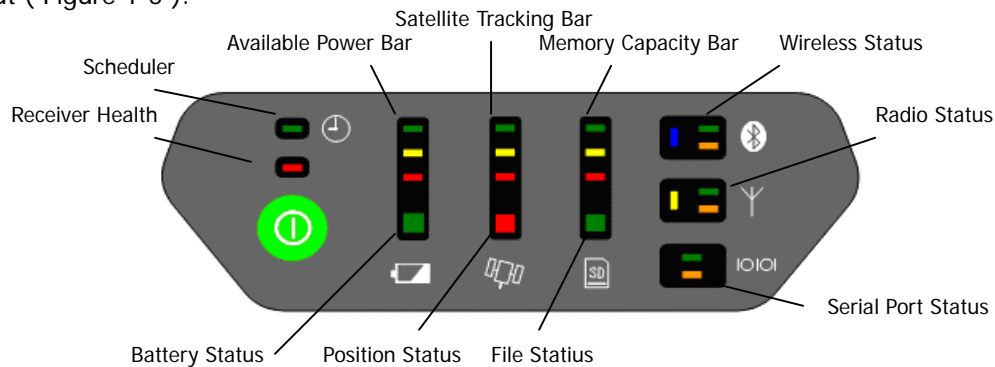 ut ( Figure 1-8 ).
Satellite Tracking Bar
Available Power Bar
Memory Capacity Bar
Wireless Status
Scheduler
Receiver Health
Radio Status
SD
IOIOI
Serial Port Status
Battery Status
Position Status
File Statius